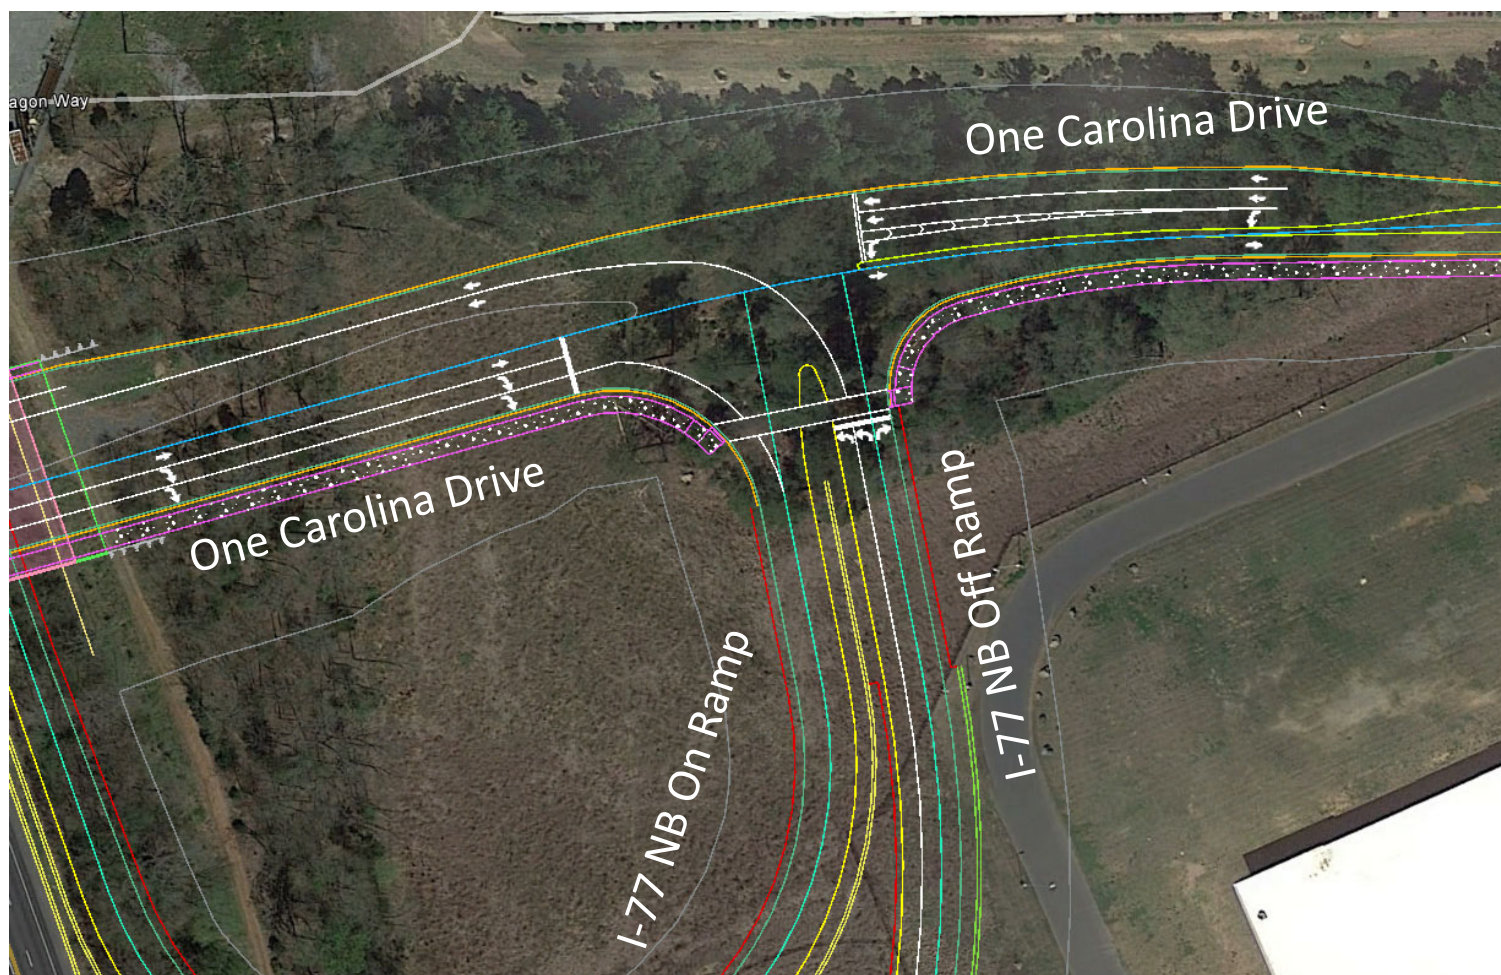 agon Way
One Carolina Drive
One Carolina Drive
I-77 NB Off Ramp
I-77 NB On Ramp